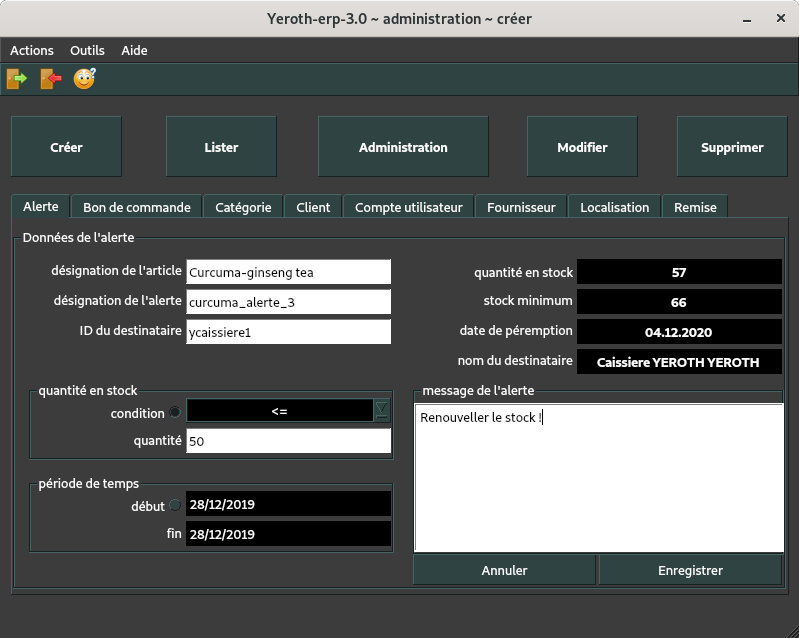 Yeroth-erp-3.0 ~ administration ~ créer
Actions Outils Aide
Créer Lister Administration Modifier Supprimer
Alerte Bon de commande Catégorie Client Compte utilisateur Fournisseur Localisation Remise
Données de l'alerte
désignation de l'article Curcuma-ginseng tea
désignation de l'alerte curcuma_alerte_3
ID du destinataire ycaissiere1
quantité en stock 57
stock minimum 66
date de péremption 04.12.2020
nom du destinataire Caissiere YEROTH YEROTH
quantité en stock
condition <=
quantité 50
période de temps
début 28/12/2019
fin 28/12/2019
message de l'alerte
Renouveller le stock !
Annuler Enregistrer